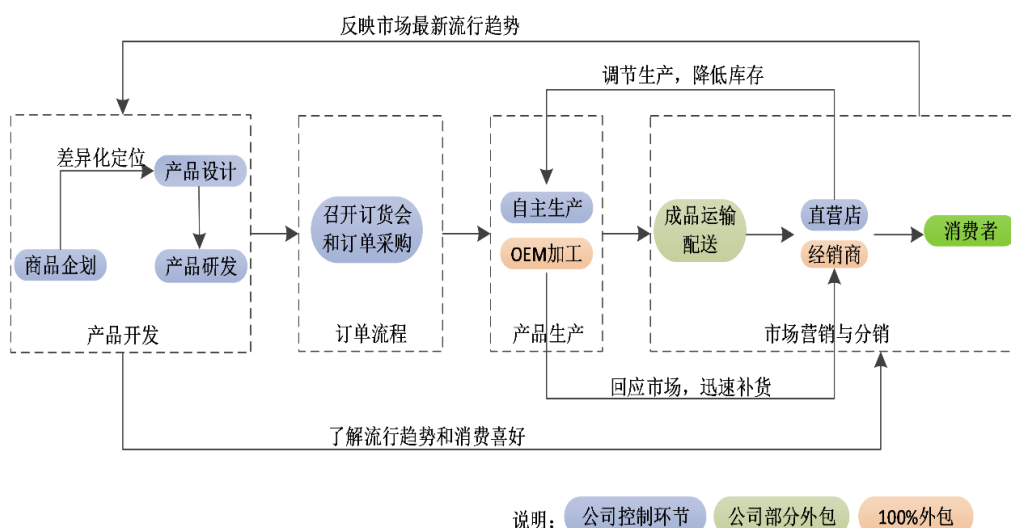 反映市场最新流行趋势
调节生产，降低库存
差异化定位
产品设计
商品企划
产品研发
产品开发
召开订货会
和订单采购
订单流程
自主生产
OEM加工
产品生产
成品运输
配送
直营店
经销商
消费者
市场营销与分销
回应市场，迅速补货
了解流行趋势和消费喜好
说明：
公司控制环节
公司部分外包
100%外包